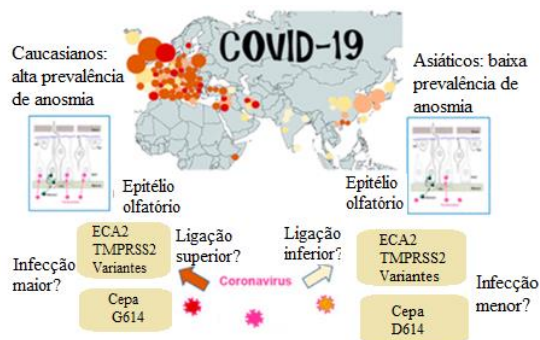 COVID-19
Caucasianos:
alta prevalência
de anosmia
Asiáticos: baixa
prevalência de
anosmia
Epitélio
olfatório
Epitélio
olfatório
Infecção
maior?
ECA2
TMPRSS2
Variantes
Cepa
G614
Ligação
superior?
Coronavirus
Ligação
inferior?
ECA2
TMPRSS2
Variantes
Cepa
D614
Infecção
menor?